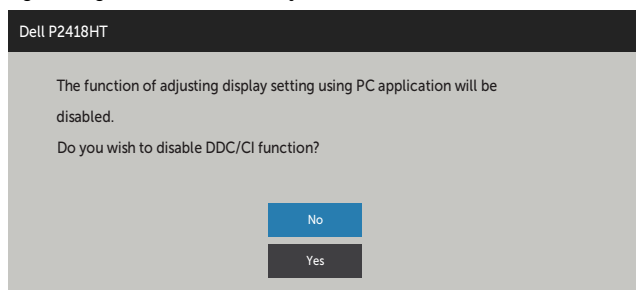 Dell P2418HT
The function of adjusting display setting using PC application will be
disabled.
Do you wish to disable DDC/CI function?
No
Yes